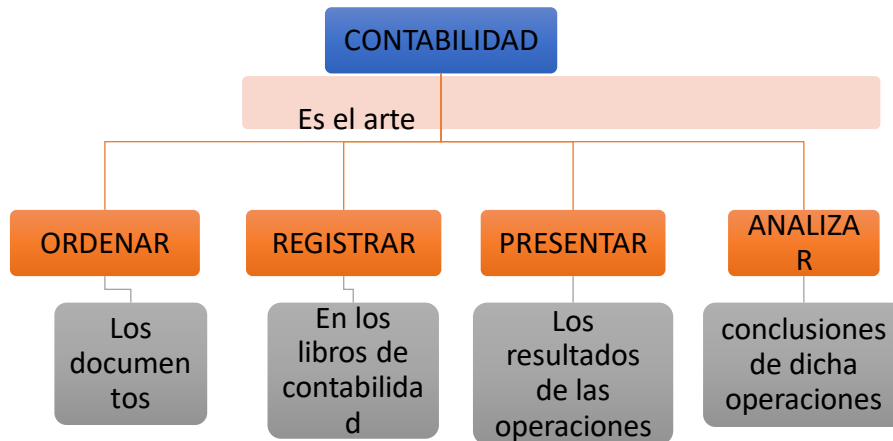 CONTABILIDAD
Es el arte
ORDENAR
REGISTRAR
PRESENTAR
ANALIZA
R
Los
documen
tos
En los
libros de
contabilida
d
Los
resultados
de las
operaciones
conclusiones
de dicha
operaciones